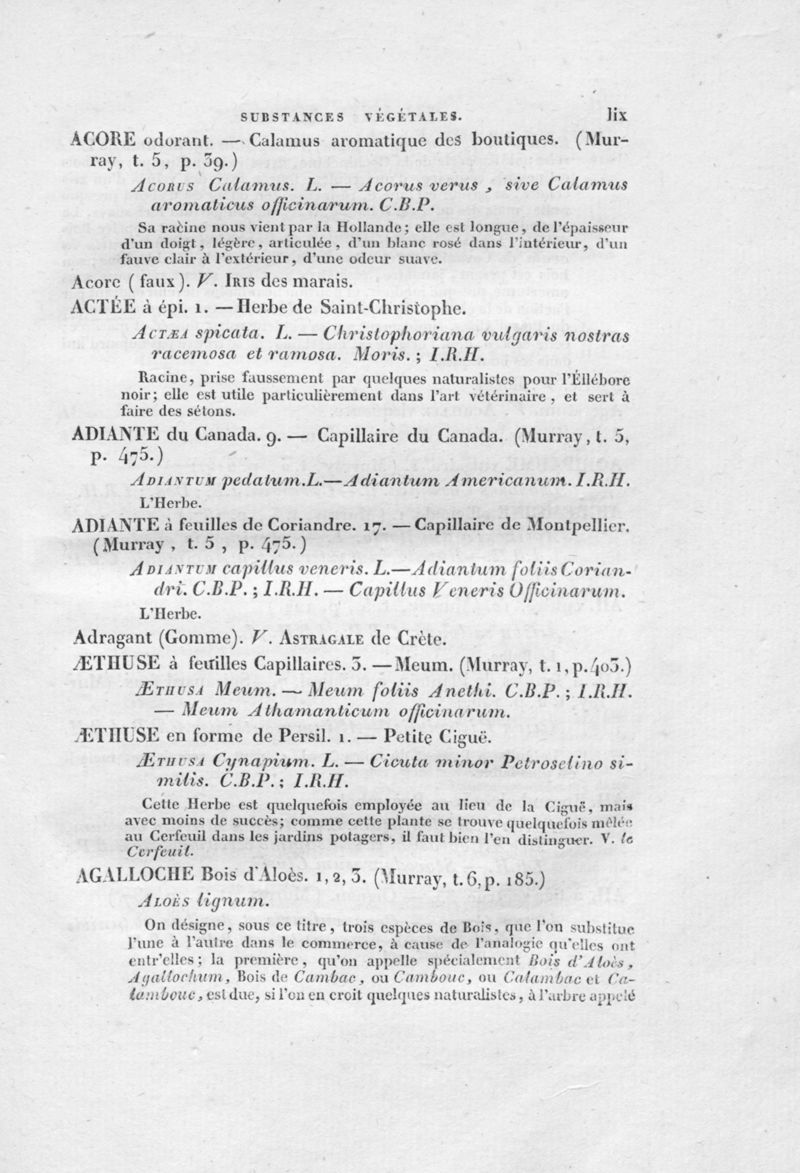 SUBSTANCES VÉGÉTALES. lix
ACORE odorant. — Calamus aromatique des boutiques. (Mur-
ray, t. 5, p. 39.)
ACORUS Calamus. L. — Acorus verus, sive Calamus
aromaticus officinarum. C.B.P.
Sa racine nous vient par la Hollande; elle est longue, de l'épaisseur
d'un doigt, légère, articulée, d'un blanc rosé dans l'intérieur, d'un
fauve clair à l'extérieur, d'une odeur suave.
Acore (faux). V. IRIS des marais.
ACTÉE à épi. 1. — Herbe de Saint-Christophe.
ACTÆA spicata. L. — Christophoriana vulgaris nostras
racemosa et ramosa. Moris.; I.R.H.
Racine, prise faussement par quelques naturalistes pour l'Éllébore
noir; elle est utile particulièrement dans l'art vétérinaire, et sert à
faire des sétons.
ADIANTE du Canada. 9. — Capillaire du Canada. (Murray, t. 5,
p. 475.)
ADIANTUM pedatum. L. — Adiantum Americanum. I.R.H.
L'Herbe.
ADIANTE à feuilles de Coriandre. 17. — Capillaire de Montpellier.
(Murray, t. 5, p. 475.)
ADIANTUM capillus veneris. L. — Adiantum foliis Corian-
dri. C.B.P.; I.R.H. — Capillus Veneris Officinarum.
L'Herbe.
Adragant (Gomme). V. ASTRAGALE de Crète.
ÆTHUSE à feuilles Capillaires. 3. — Meum. (Murray, t. 1, p. 403.)
ÆTHUSA Meum. — Meum foliis Anethi. C.B.P.; I.R.H.
— Meum Athamanticum officinarum.
ÆTHUSE en forme de Persil. 1. — Petite Ciguë.
ÆTHUSA Cynapium. L. — Cicuta minor Petroselino si-
milis. C.B.P.; I.R.H.
Cette Herbe est quelquefois employée au lieu de la Ciguë, mais
avec moins de succès; comme cette plante se trouve quelquefois mêlée
au Cerfeuil dans les jardins potagers, il faut bien l'en distinguer. V. le
Cerfeuil.
AGALLOCHE Bois d'Aloès. 1, 2, 3. (Murray, t. 6, p. 185.)
ALOÈS lignum.
On désigne, sous ce titre, trois espèces de Bois, que l'on substitue
l'une à l'autre dans le commerce, à cause de l'analogie qu'elles ont
entr'elles; la première, qu'on appelle spécialement Bois d'Aloès,
Agallochum, Bois de Cambac, ou Cambouc, ou Calambac et Ca-
lambouc, est due, si l'on en croit quelques naturalistes, à l'arbre appelé